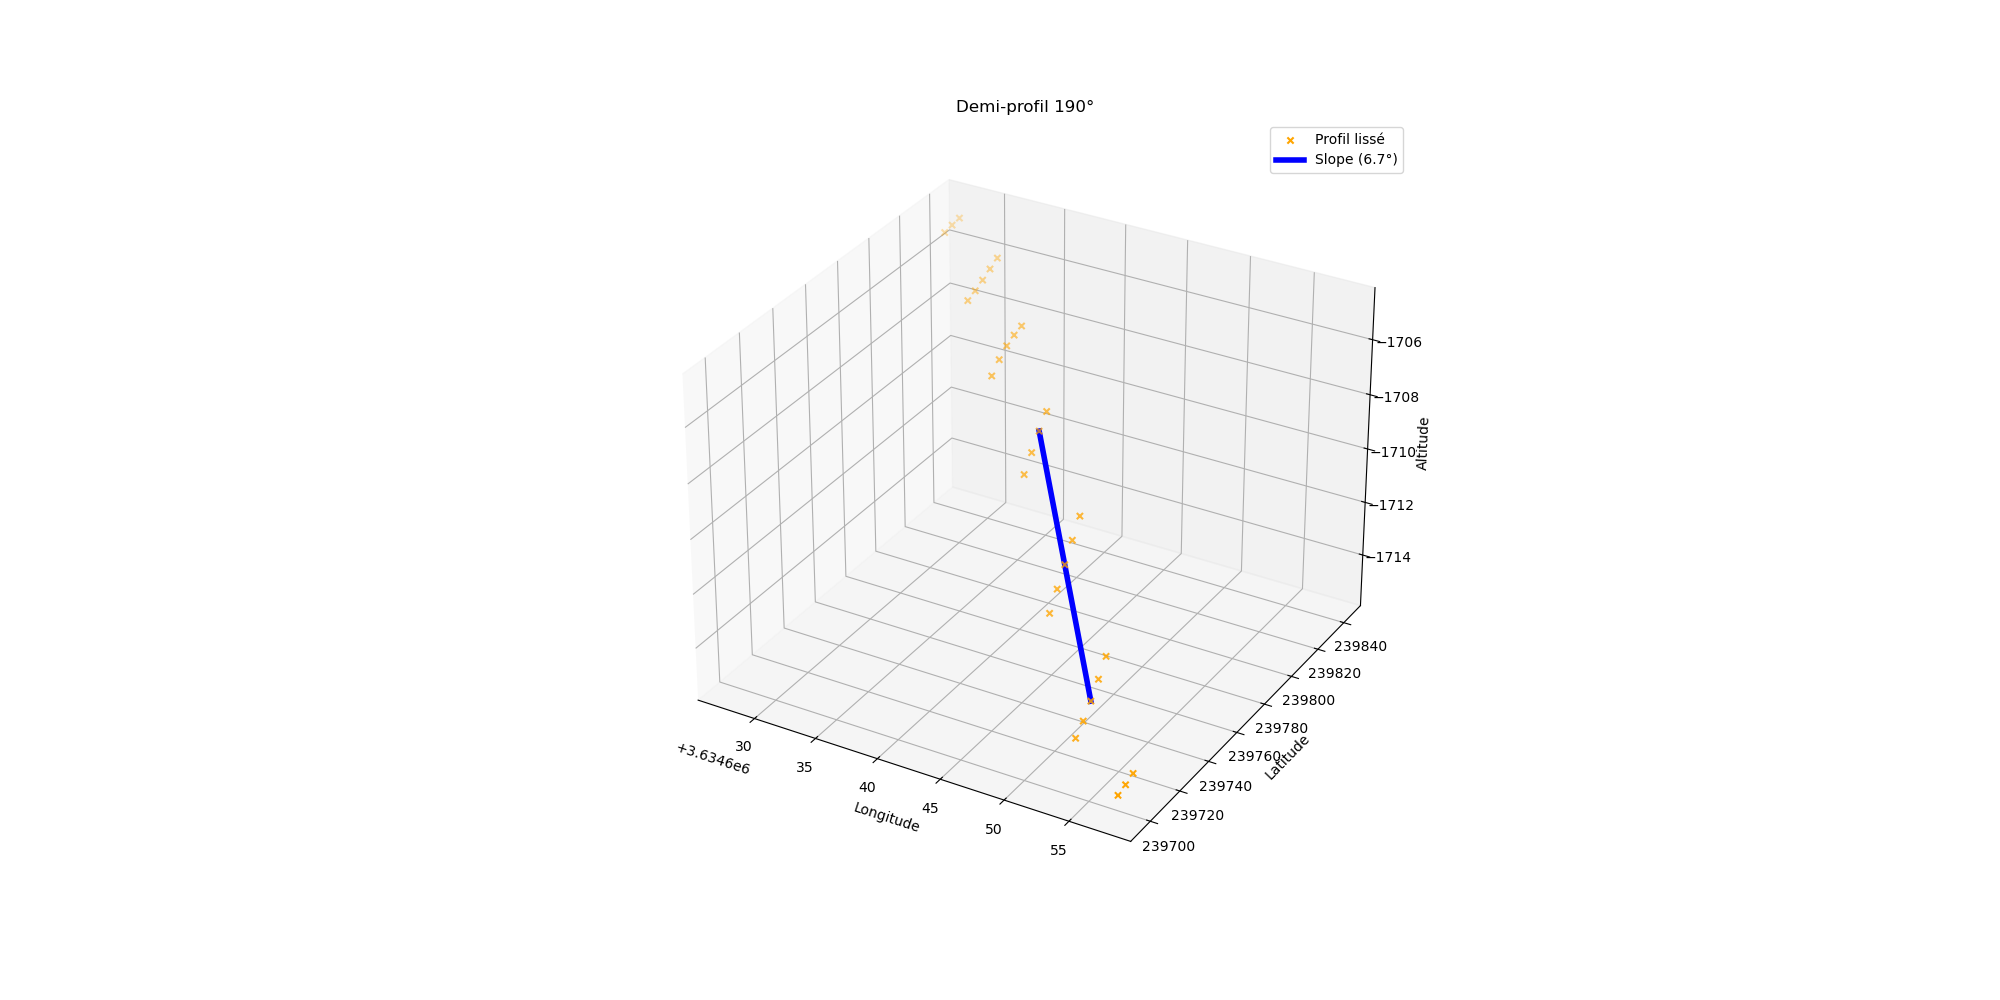 Demi-profil 190°
Profil lissé
Slope (6.7°)
−1706
−1708
−1710
−1712
−1714
Altitude
239840
239820
239800
239780
239760
239740
239720
239700
Latitude
30
35
40
45
50
55
+3.6346e6
Longitude